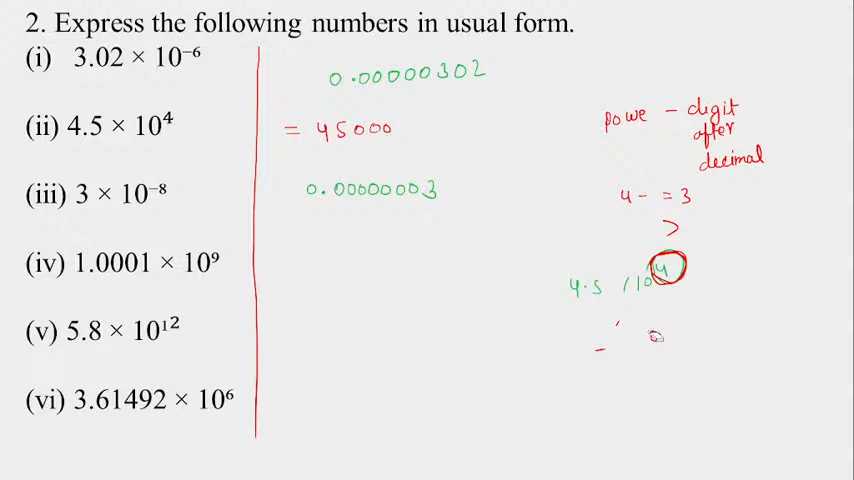 2. Express the following numbers in usual form.
(i) 3.02 × 10⁻⁶
0.00000302
(ii) 4.5 × 10⁴
= 45000
(iii) 3 × 10⁻⁸
0.00000003
(iv) 1.0001 × 10⁹
(v) 5.8 × 10¹²
(vi) 3.61492 × 10⁶
powe - digit
after
decimal
4 - = 3
>
4.5 / 10⁴